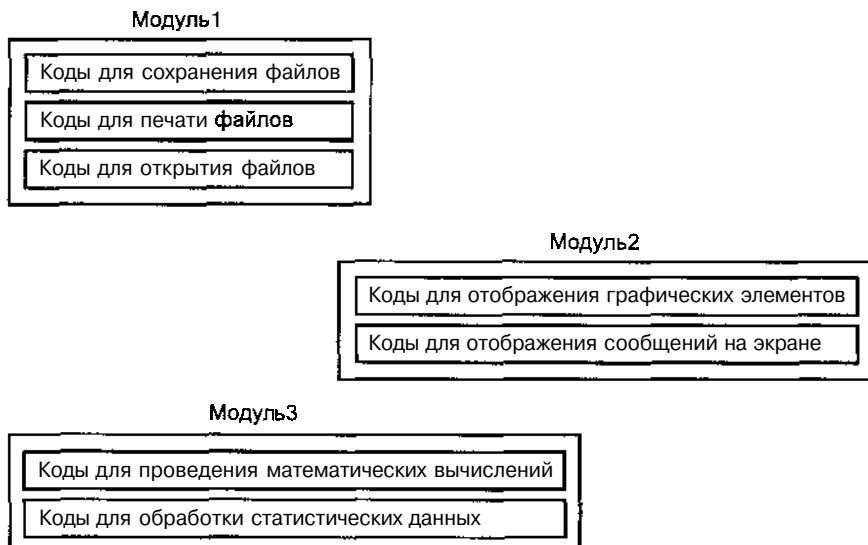 Модуль1
Коды для сохранения файлов
Коды для печати файлов
Коды для открытия файлов
Модуль2
Коды для отображения графических элементов
Коды для отображения сообщений на экране
Модуль3
Коды для проведения математических вычислений
Коды для обработки статистических данных